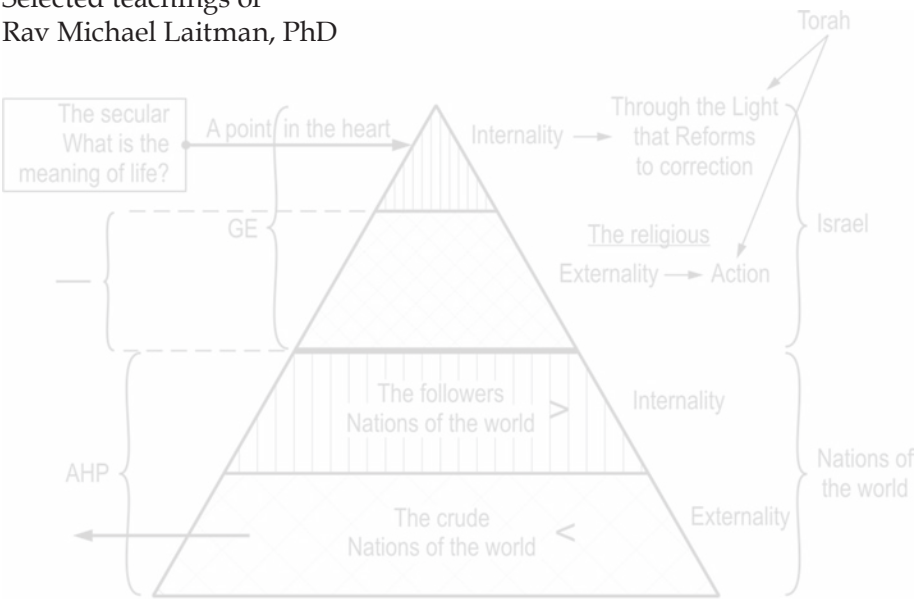 Selected teachings of
Rav Michael Laitman, PhD
Torah
The secular
What is the
meaning of life?
A point in the heart
Internality
Through the Light
that Reforms
to correction
GE
Israel
The religious
Externality
Action
The followers
Nations of the world >
Internality
AHP
Nations of
the world
The crude
Nations of the world <
Externality